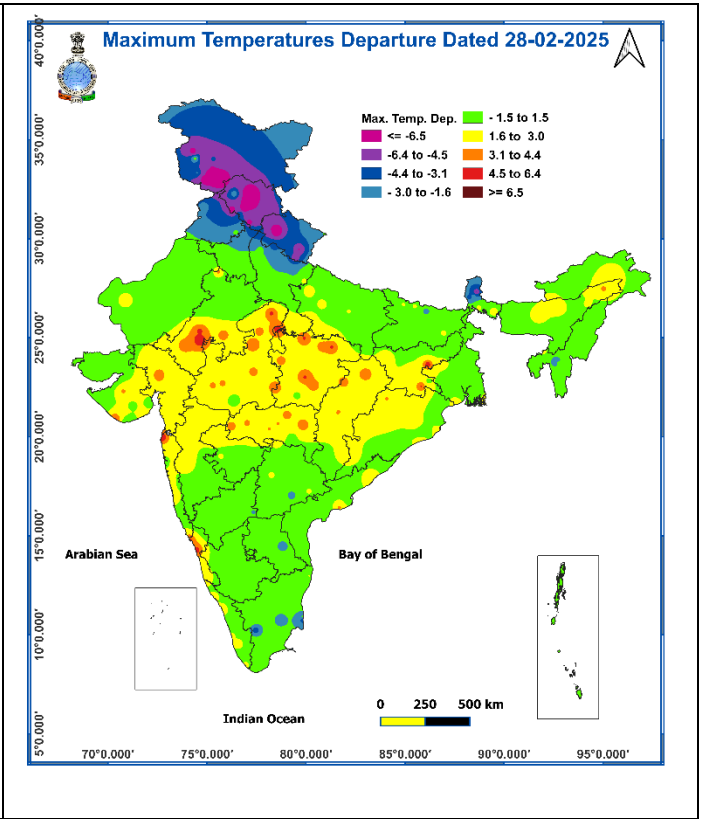 Maximum Temperatures Departure Dated 28-02-2025
Max. Temp. Dep.
<= -6.5
-6.4 to -4.5
-4.4 to -3.1
- 3.0 to -1.6
- 1.5 to 1.5
1.6 to 3.0
3.1 to 4.4
4.5 to 6.4
>= 6.5
40°0.000'
35°0.000'
30°0.000'
25°0.000'
20°0.000'
15°0.000'
10°0.000'
5°0.000'
Arabian Sea
Bay of Bengal
Indian Ocean
0 250 500 km
70°0.000' 75°0.000' 80°0.000' 85°0.000' 90°0.000' 95°0.000'